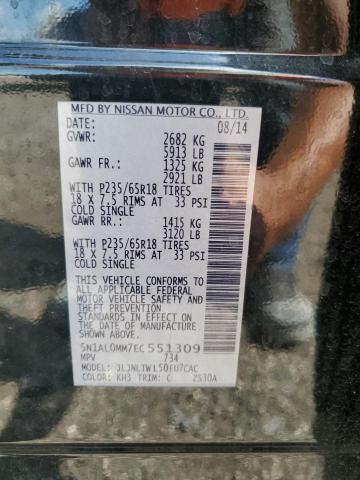 MFD BY NISSAN MOTOR CO., LTD.
DATE: 08/14
GVWR: 2682 KG
5913 LB
GAWR FR.: 1325 KG
2921 LB
WITH P235/65R18 TIRES
18 X 7.5 RIMS AT 33 PSI
COLD SINGLE
GAWR RR.: 1415 KG
3120 LB
WITH P235/65R18 TIRES
18 X 7.5 RIMS AT 33 PSI
COLD SINGLE
THIS VEHICLE CONFORMS TO
ALL APPLICABLE FEDERAL
MOTOR VEHICLE SAFETY AND
THEFT PREVENTION
STANDARDS IN EFFECT ON
THE DATE OF MANUFACTURE
SHOWN ABOVE.
5N1AL0MM7EC551309
MPV 734
JLJNLTWL50EU7CAC
COLOR: KH3 TRIM: C 2530A